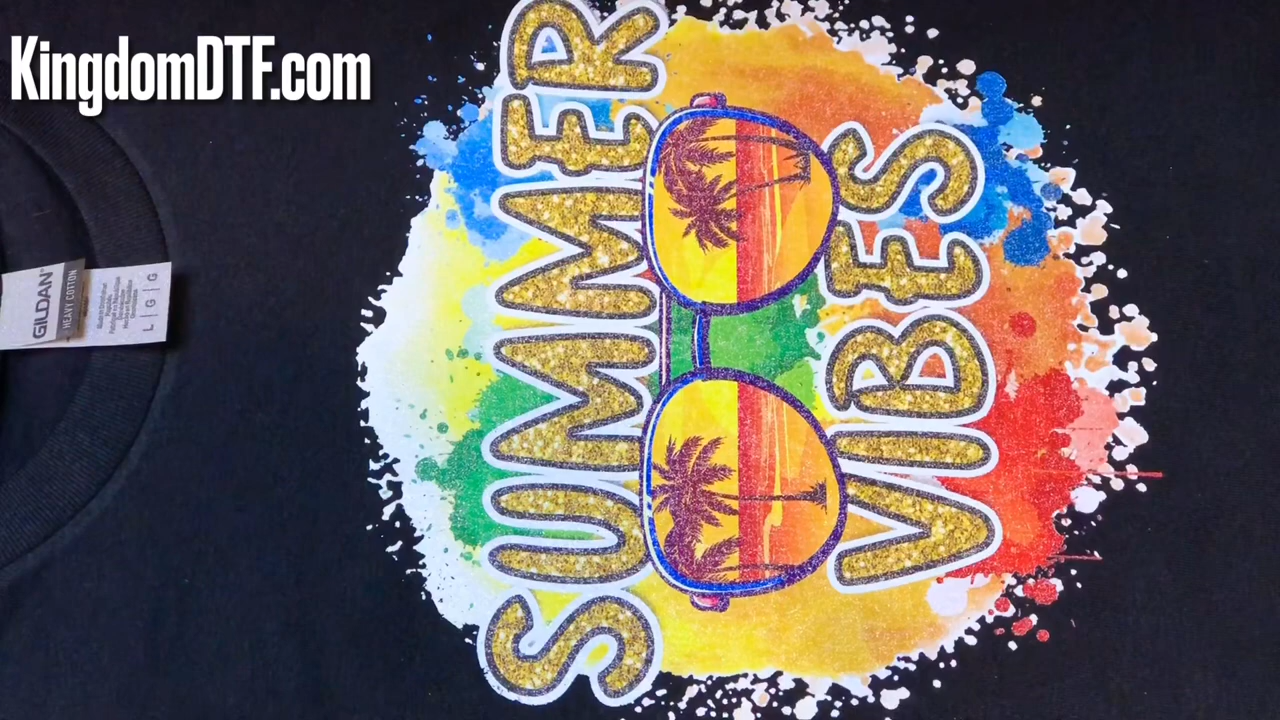 KingdomDTF.com
SUMMER
VIBES
GILDAN
HEAVY COTTON
L | G | G